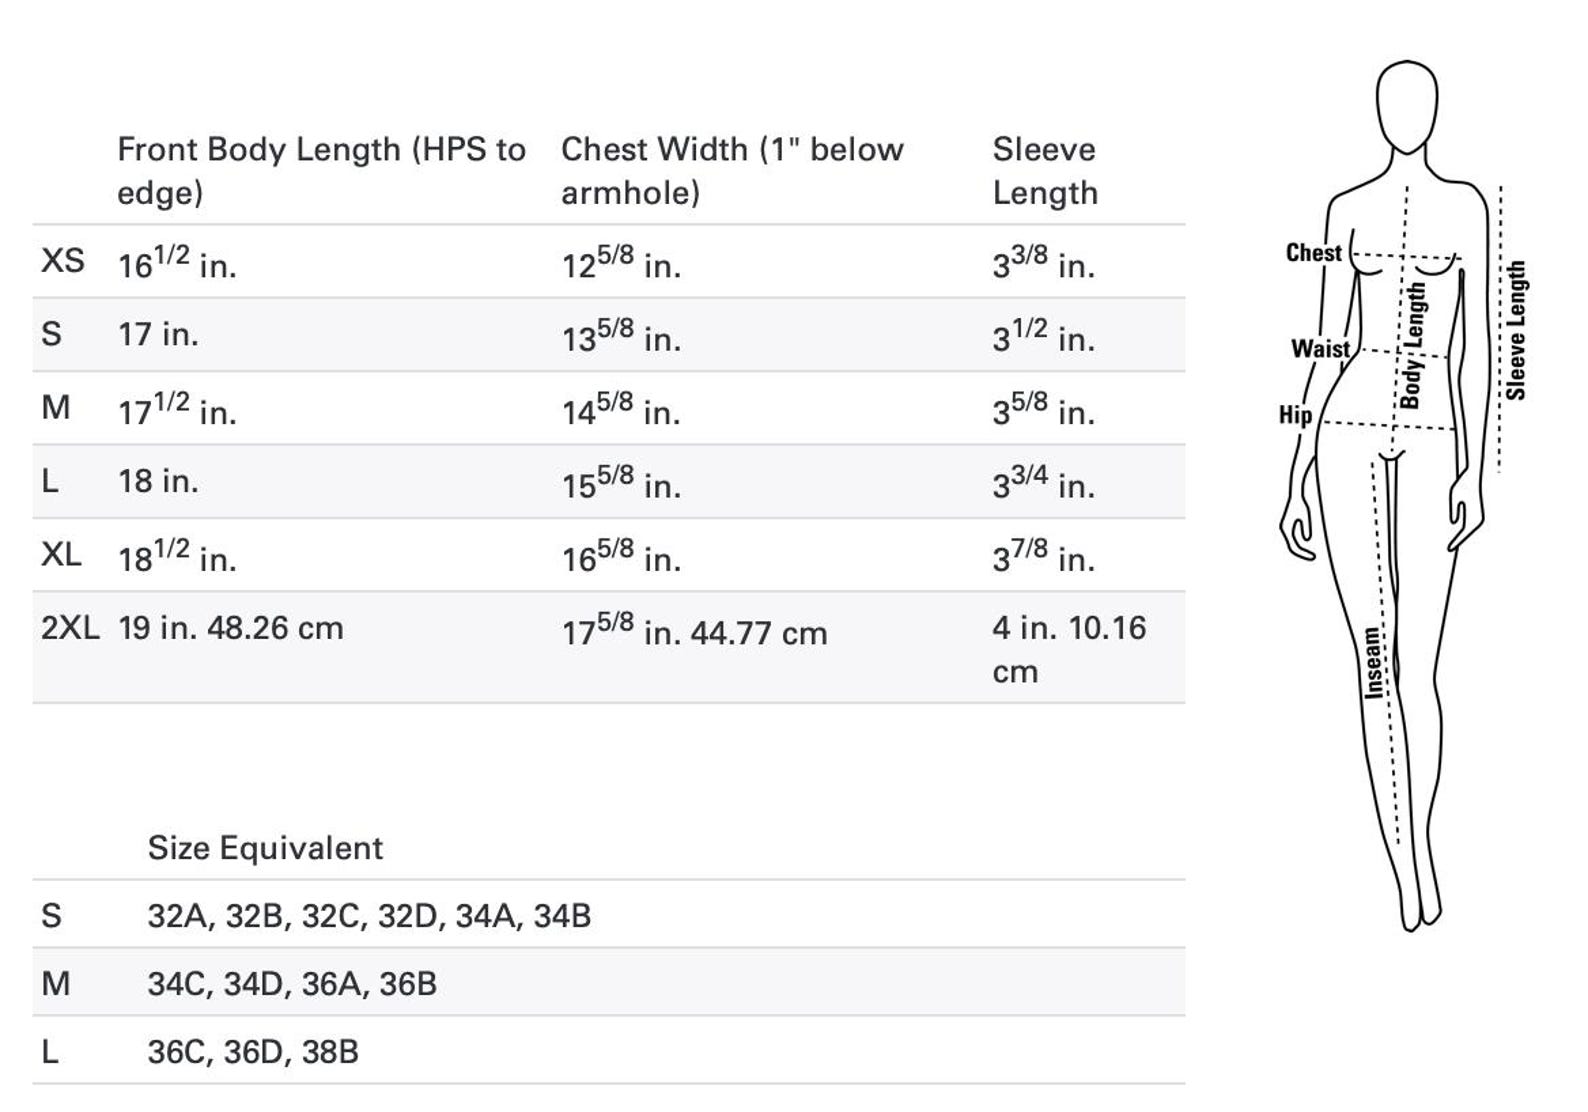 Front Body Length (HPS to edge) Chest Width (1" below armhole) Sleeve Length
XS 16 1/2 in. 12 5/8 in. 3 3/8 in.
S 17 in. 13 5/8 in. 3 1/2 in.
M 17 1/2 in. 14 5/8 in. 3 5/8 in.
L 18 in. 15 5/8 in. 3 3/4 in.
XL 18 1/2 in. 16 5/8 in. 3 7/8 in.
2XL 19 in. 48.26 cm 17 5/8 in. 44.77 cm 4 in. 10.16 cm
Size Equivalent
S 32A, 32B, 32C, 32D, 34A, 34B
M 34C, 34D, 36A, 36B
L 36C, 36D, 38B
Chest
Waist
Hip
Body Length
Sleeve Length
Inseam